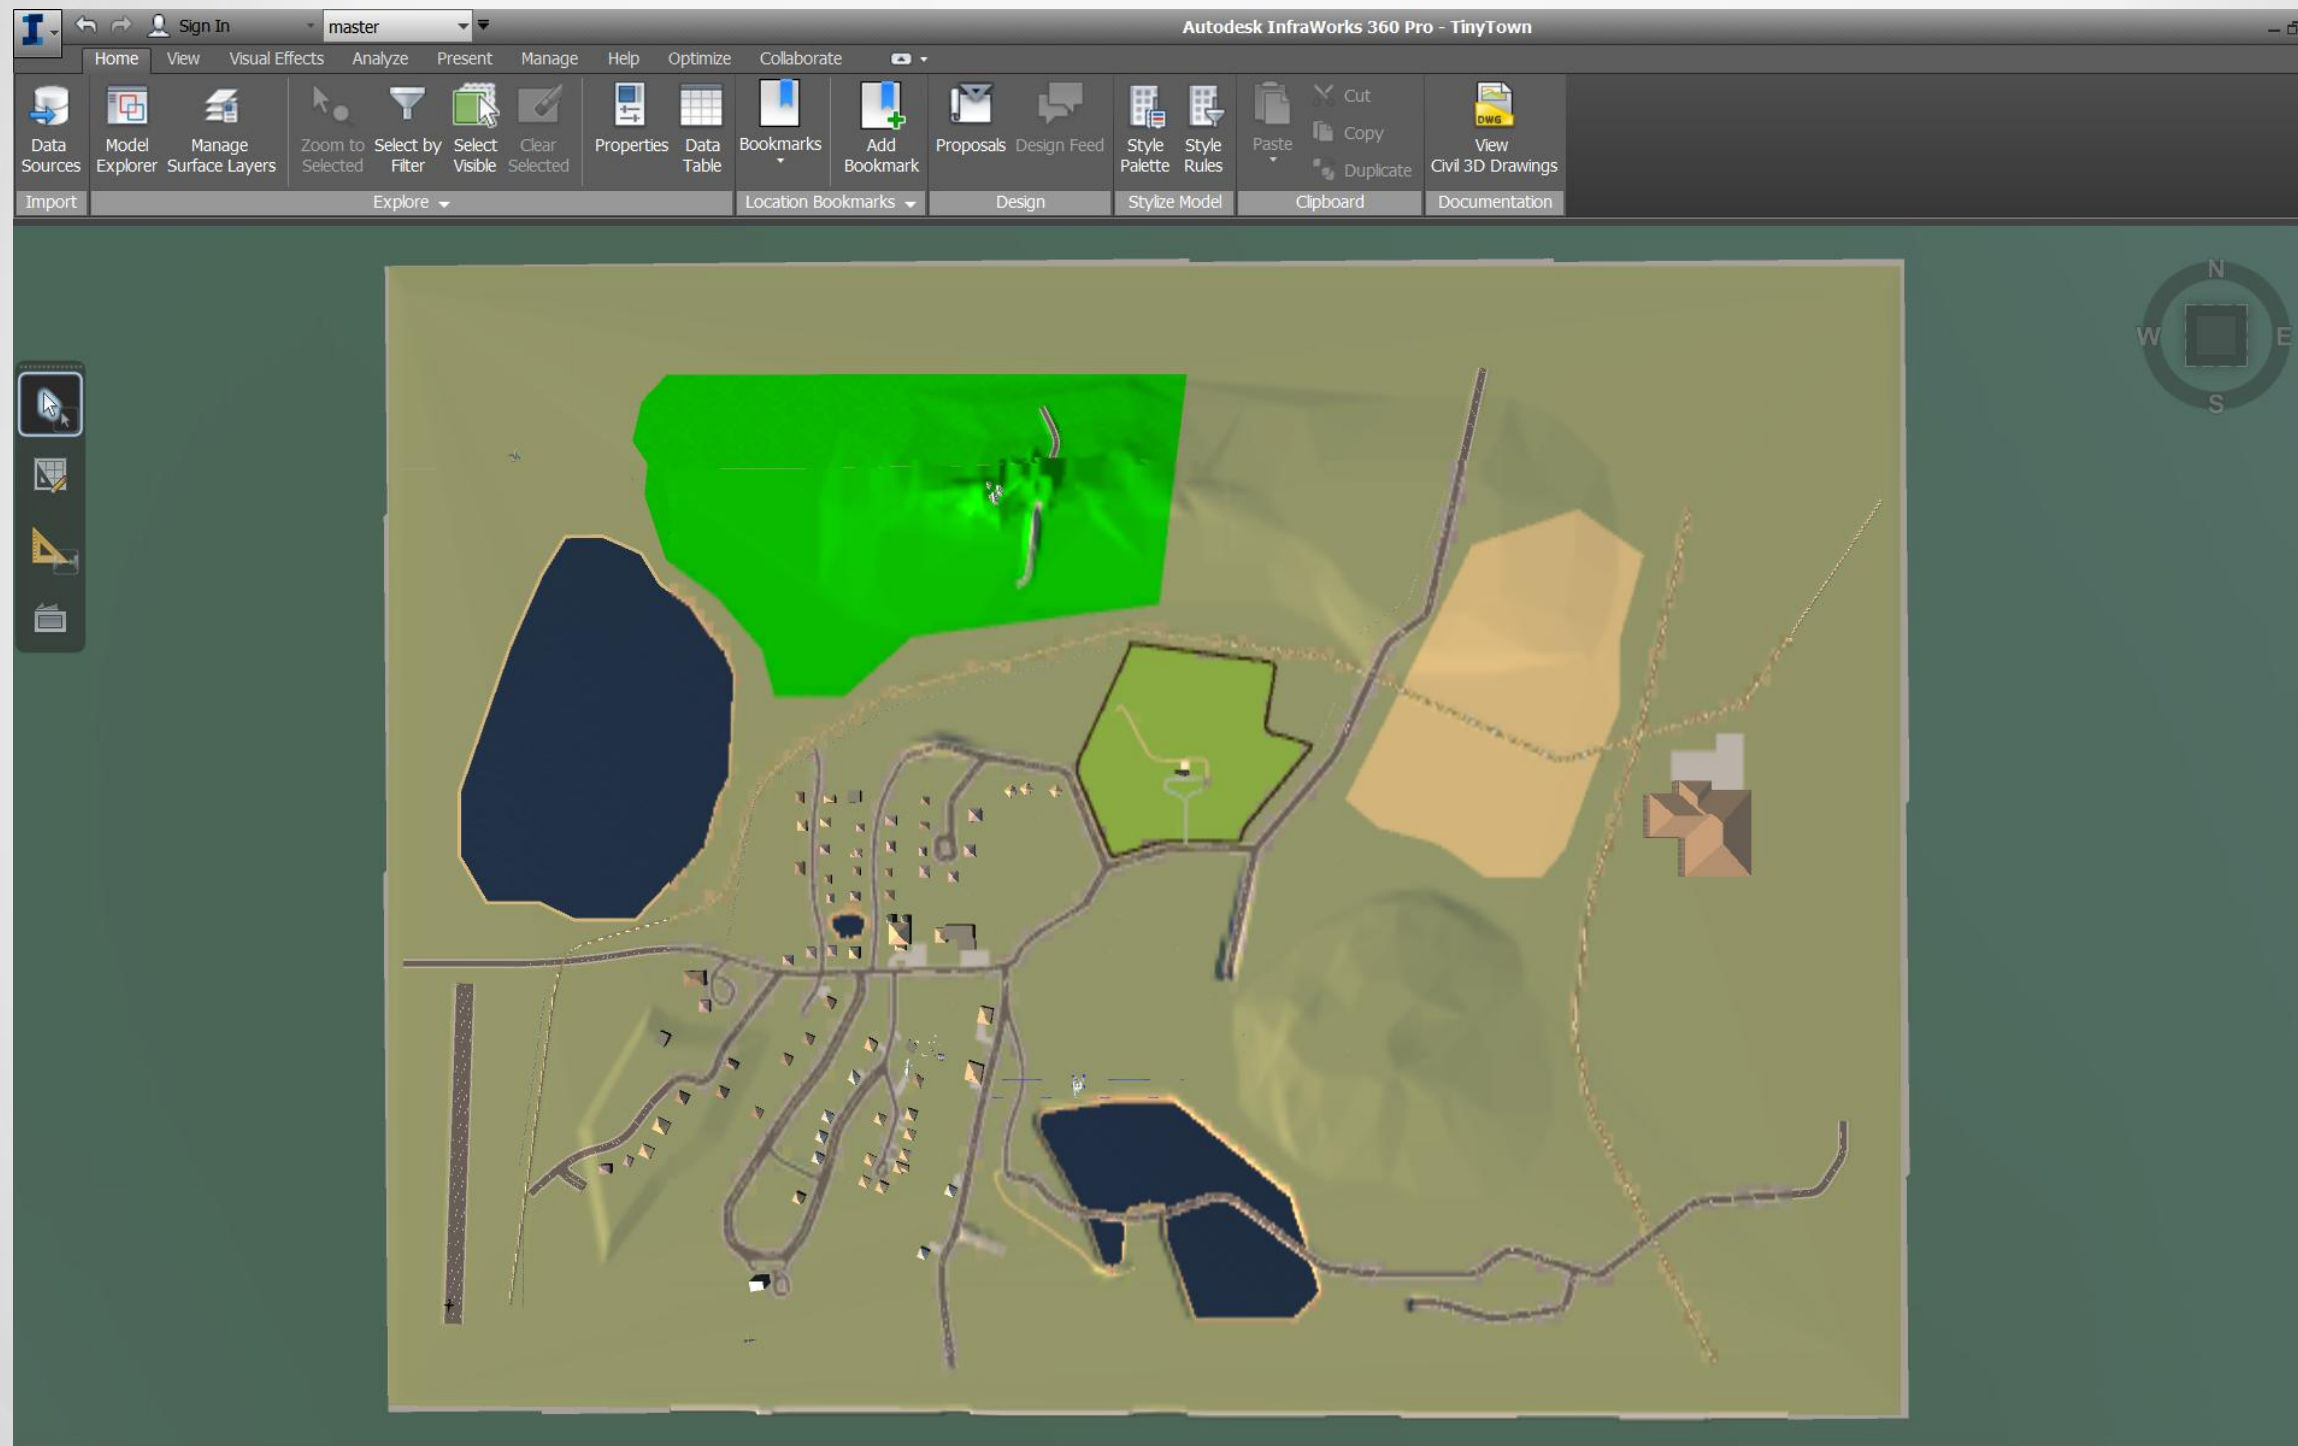 Sign In
master
Autodesk InfraWorks 360 Pro - TinyTown
Home View Visual Effects Analyze Present Manage Help Optimize Collaborate
Data Sources
Model Explorer
Manage Surface Layers
Zoom to Selected
Select by Filter
Select Visible
Clear Selected
Properties
Data Table
Bookmarks
Add Bookmark
Proposals
Design Feed
Style Palette
Style Rules
Paste
Cut
Copy
Duplicate
DWG
View Civil 3D Drawings
Import
Explore
Location Bookmarks
Design
Stylize Model
Clipboard
Documentation
N
W
E
S